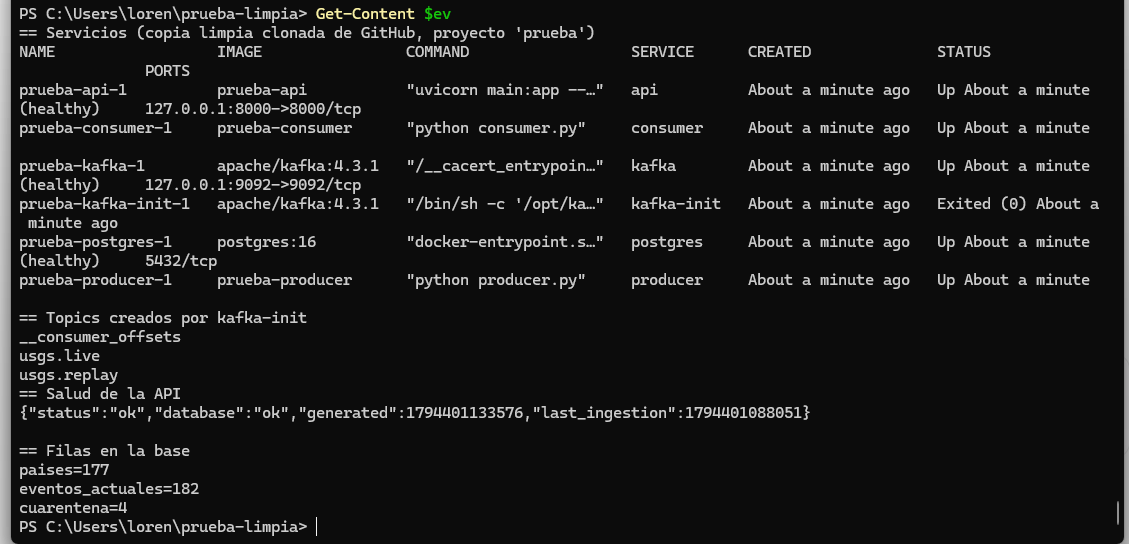 PS C:\Users\loren\prueba-limpia> Get-Content $ev
== Servicios (copia limpia clonada de GitHub, proyecto 'prueba')
NAME                  IMAGE                COMMAND                  SERVICE      CREATED              STATUS
              PORTS
prueba-api-1          prueba-api           "uvicorn main:app --…"   api          About a minute ago   Up About a minute
(healthy)     127.0.0.1:8000->8000/tcp
prueba-consumer-1     prueba-consumer      "python consumer.py"     consumer     About a minute ago   Up About a minute
prueba-kafka-1        apache/kafka:4.3.1   "/__cacert_entrypoin…"   kafka        About a minute ago   Up About a minute
(healthy)     127.0.0.1:9092->9092/tcp
prueba-kafka-init-1   apache/kafka:4.3.1   "/bin/sh -c '/opt/ka…"   kafka-init   About a minute ago   Exited (0) About a
 minute ago
prueba-postgres-1     postgres:16          "docker-entrypoint.s…"   postgres     About a minute ago   Up About a minute
(healthy)     5432/tcp
prueba-producer-1     prueba-producer      "python producer.py"     producer     About a minute ago   Up About a minute
== Topics creados por kafka-init
__consumer_offsets
usgs.live
usgs.replay
== Salud de la API
{"status":"ok","database":"ok","generated":1794401133576,"last_ingestion":1794401088051}
== Filas en la base
paises=177
eventos_actuales=182
cuarentena=4
PS C:\Users\loren\prueba-limpia>